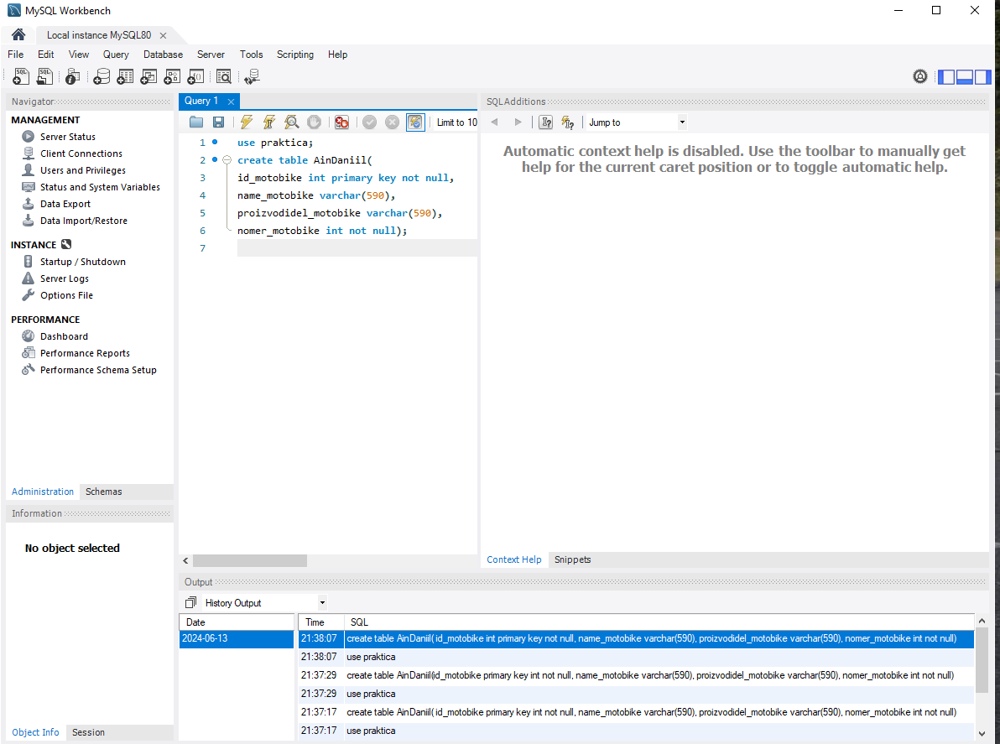 MySQL Workbench
Local instance MySQL80
File Edit View Query Database Server Tools Scripting Help
Navigator
MANAGEMENT
Server Status
Client Connections
Users and Privileges
Status and System Variables
Data Export
Data Import/Restore
INSTANCE
Startup / Shutdown
Server Logs
Options File
PERFORMANCE
Dashboard
Performance Reports
Performance Schema Setup
Administration Schemas
Information
No object selected
Object Info Session
Query 1
Limit to 10
1 use praktica;
2 create table AinDaniil(
3 id_motobike int primary key not null,
4 name_motobike varchar(590),
5 proizvodidel_motobike varchar(590),
6 nomer_motobike int not null);
7
SQLAdditions
Jump to
Automatic context help is disabled. Use the toolbar to manually get
help for the current caret position or to toggle automatic help.
Context Help Snippets
Output
History Output
Date Time SQL
2024-06-13 21:38:07 create table AinDaniil( id_motobike int primary key not null, name_motobike varchar(590), proizvodidel_motobike varchar(590), nomer_motobike int not null)
21:38:07 use praktica
21:37:29 create table AinDaniil(id_motobike primary key int not null, name_motobike varchar(590), proizvodidel_motobike varchar(590), nomer_motobike int not null)
21:37:29 use praktica
21:37:17 create table AinDaniil( id_motobike primary key int not null, name_motobike varchar(590), proizvodidel_motobike varchar(590), nomer_motobike int not null)
21:37:17 use praktica